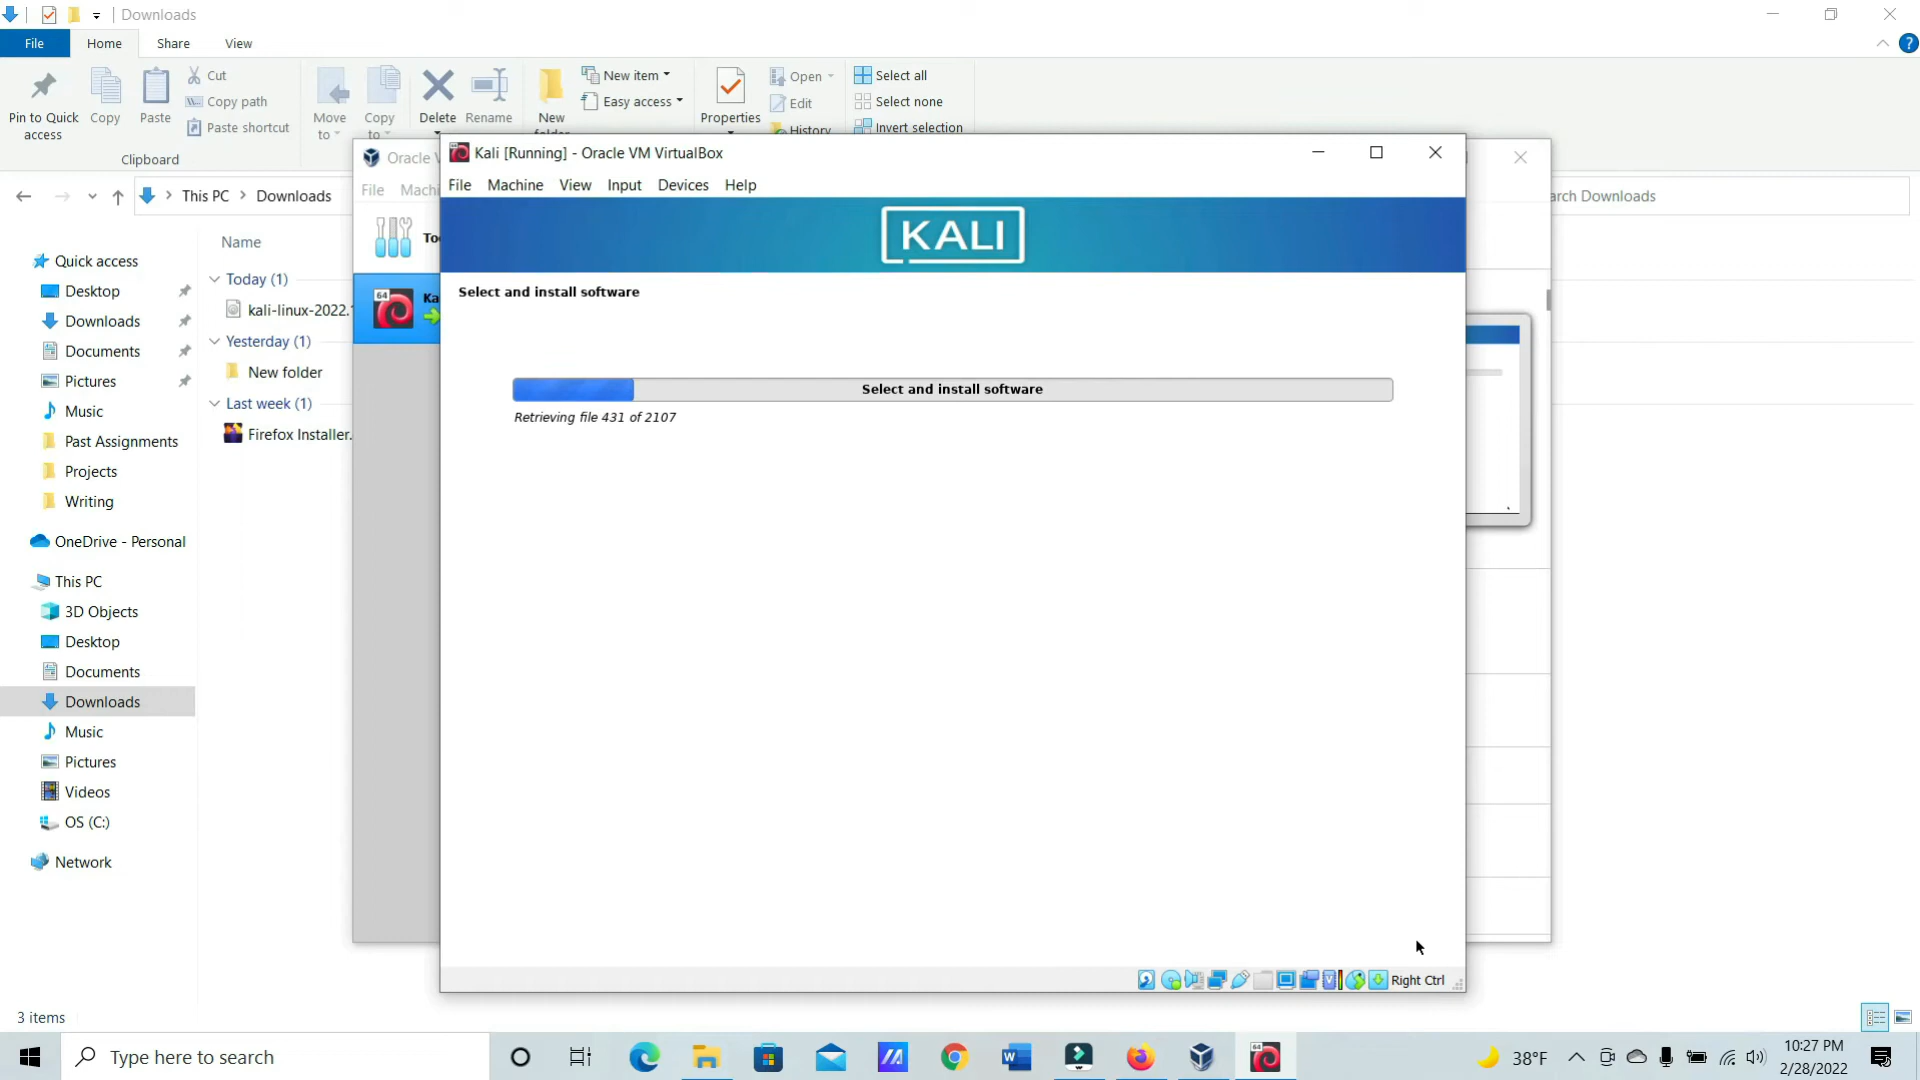 Downloads
File
Home
Share
View
Pin to Quick
access
Copy
Paste
Cut
Copy path
Paste shortcut
Clipboard
Move
to
Copy
to
Delete
Rename
New
New item
Easy access
Properties
Open
Edit
History
Select all
Select none
Invert selection
This PC
Downloads
arch Downloads
Quick access
Desktop
Downloads
Documents
Pictures
Music
Past Assignments
Projects
Writing
OneDrive - Personal
This PC
3D Objects
Desktop
Documents
Downloads
Music
Pictures
Videos
OS (C:)
Network
Name
Today (1)
kali-linux-2022.
Yesterday (1)
New folder
Last week (1)
Firefox Installer.
Oracle V
File Machi
Too
64
Ka
Kali [Running] - Oracle VM VirtualBox
File Machine View Input Devices Help
KALI
Select and install software
Select and install software
Retrieving file 431 of 2107
Right Ctrl
3 items
Type here to search
38°F
10:27 PM
2/28/2022